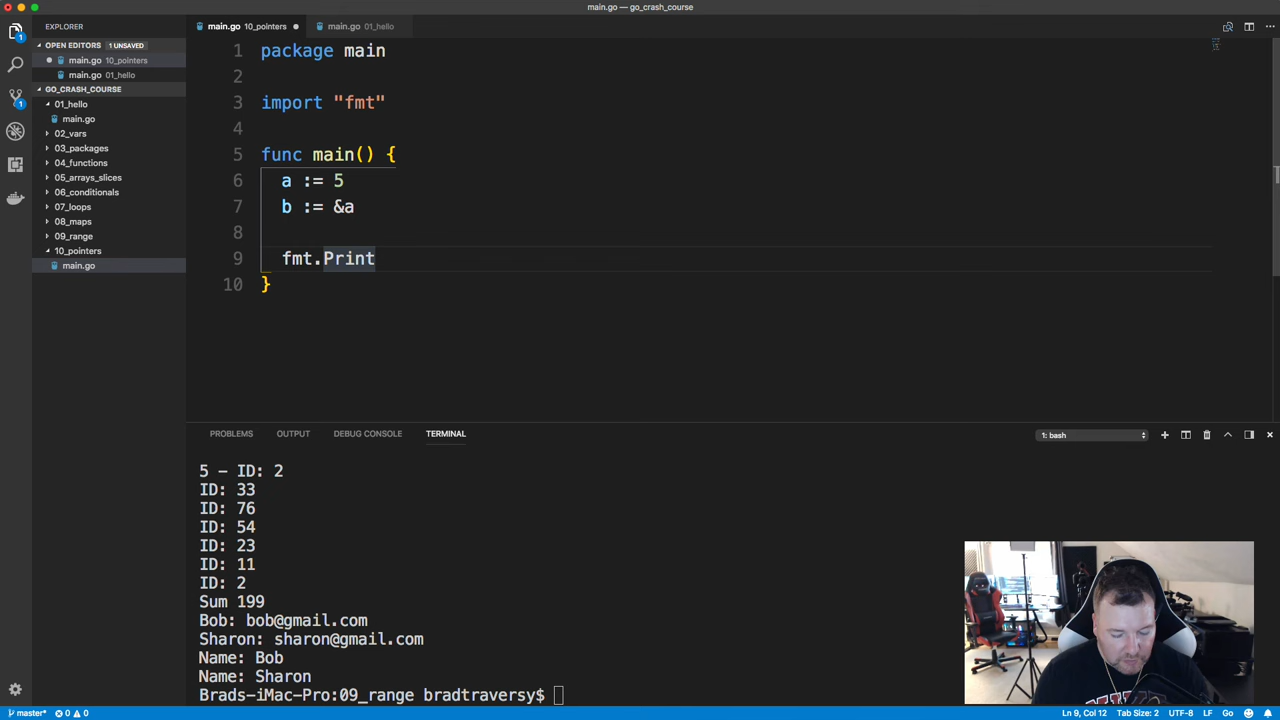 main.go — go_crash_course
EXPLORER
main.go 10_pointers
main.go 01_hello
OPEN EDITORS 1 UNSAVED
main.go 10_pointers
main.go 01_hello
GO_CRASH_COURSE
01_hello
main.go
02_vars
03_packages
04_functions
05_arrays_slices
06_conditionals
07_loops
08_maps
09_range
10_pointers
main.go
1 package main
2
3 import "fmt"
4
5 func main() {
6 a := 5
7 b := &a
8
9 fmt.Print
10 }
PROBLEMS OUTPUT DEBUG CONSOLE TERMINAL 1: bash
5 - ID: 2
ID: 33
ID: 76
ID: 54
ID: 23
ID: 11
ID: 2
Sum 199
Bob: bob@gmail.com
Sharon: sharon@gmail.com
Name: Bob
Name: Sharon
Brads-iMac-Pro:09_range bradtraversy$
1
1
master* 0 0 Ln 9, Col 12 Tab Size: 2 UTF-8 LF Go